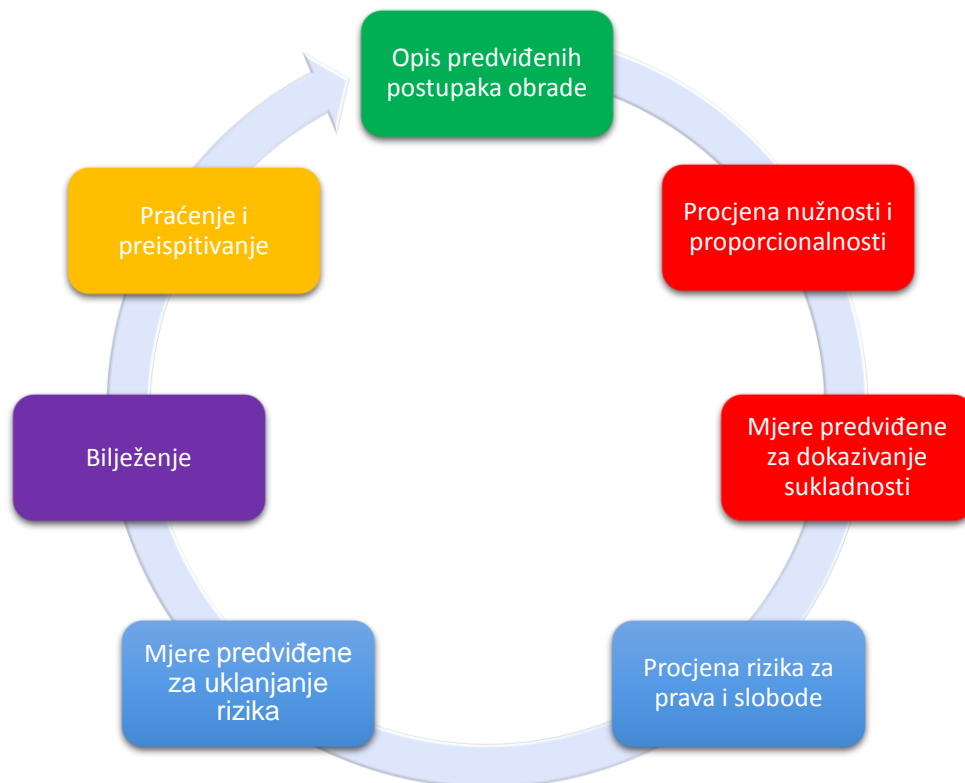 Opis predviđenih
postupaka obrade
Procjena nužnosti i
proporcionalnosti
Mjere predviđene
za dokazivanje
sukladnosti
Procjena rizika za
prava i slobode
Mjere predviđene
za uklanjanje
rizika
Bilježenje
Praćenje i
preispitivanje